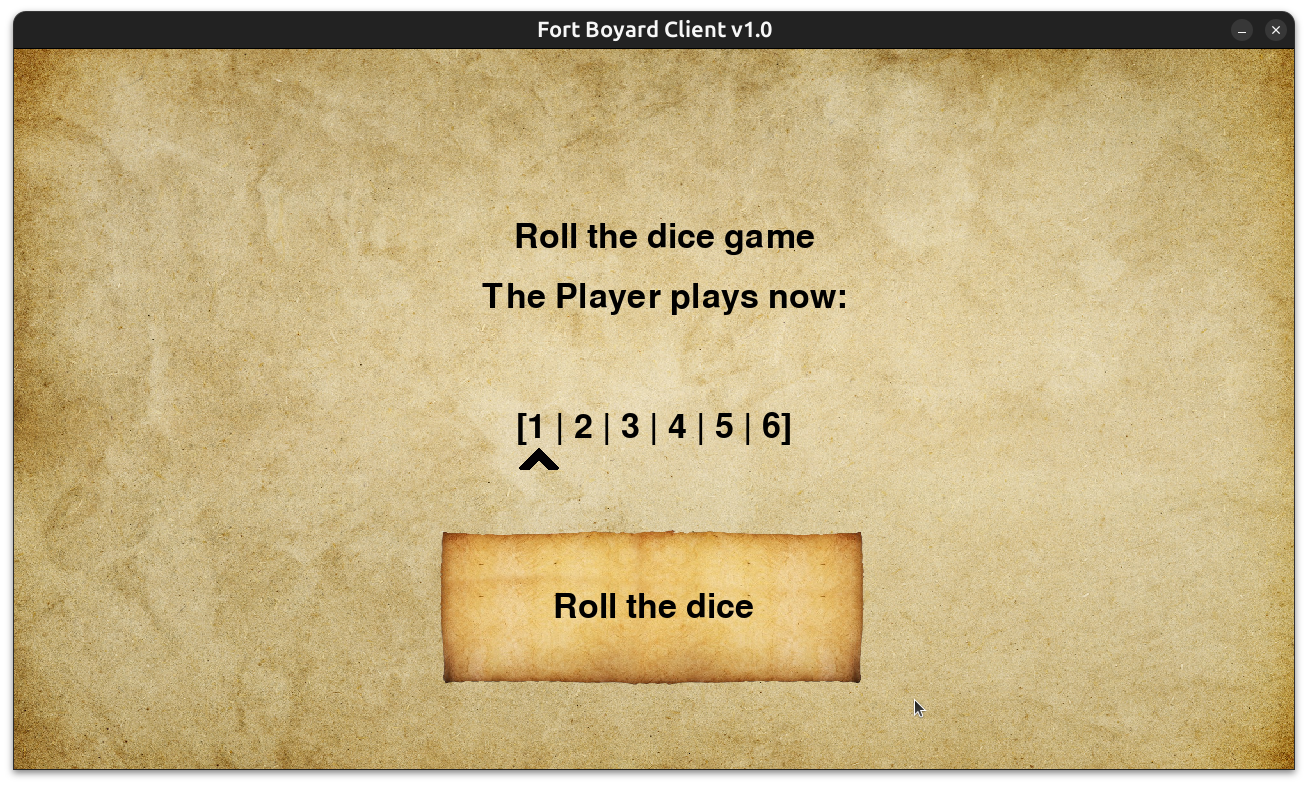 Fort Boyard Client v1.0
Roll the dice game
The Player plays now:
[1 | 2 | 3 | 4 | 5 | 6]
Roll the dice